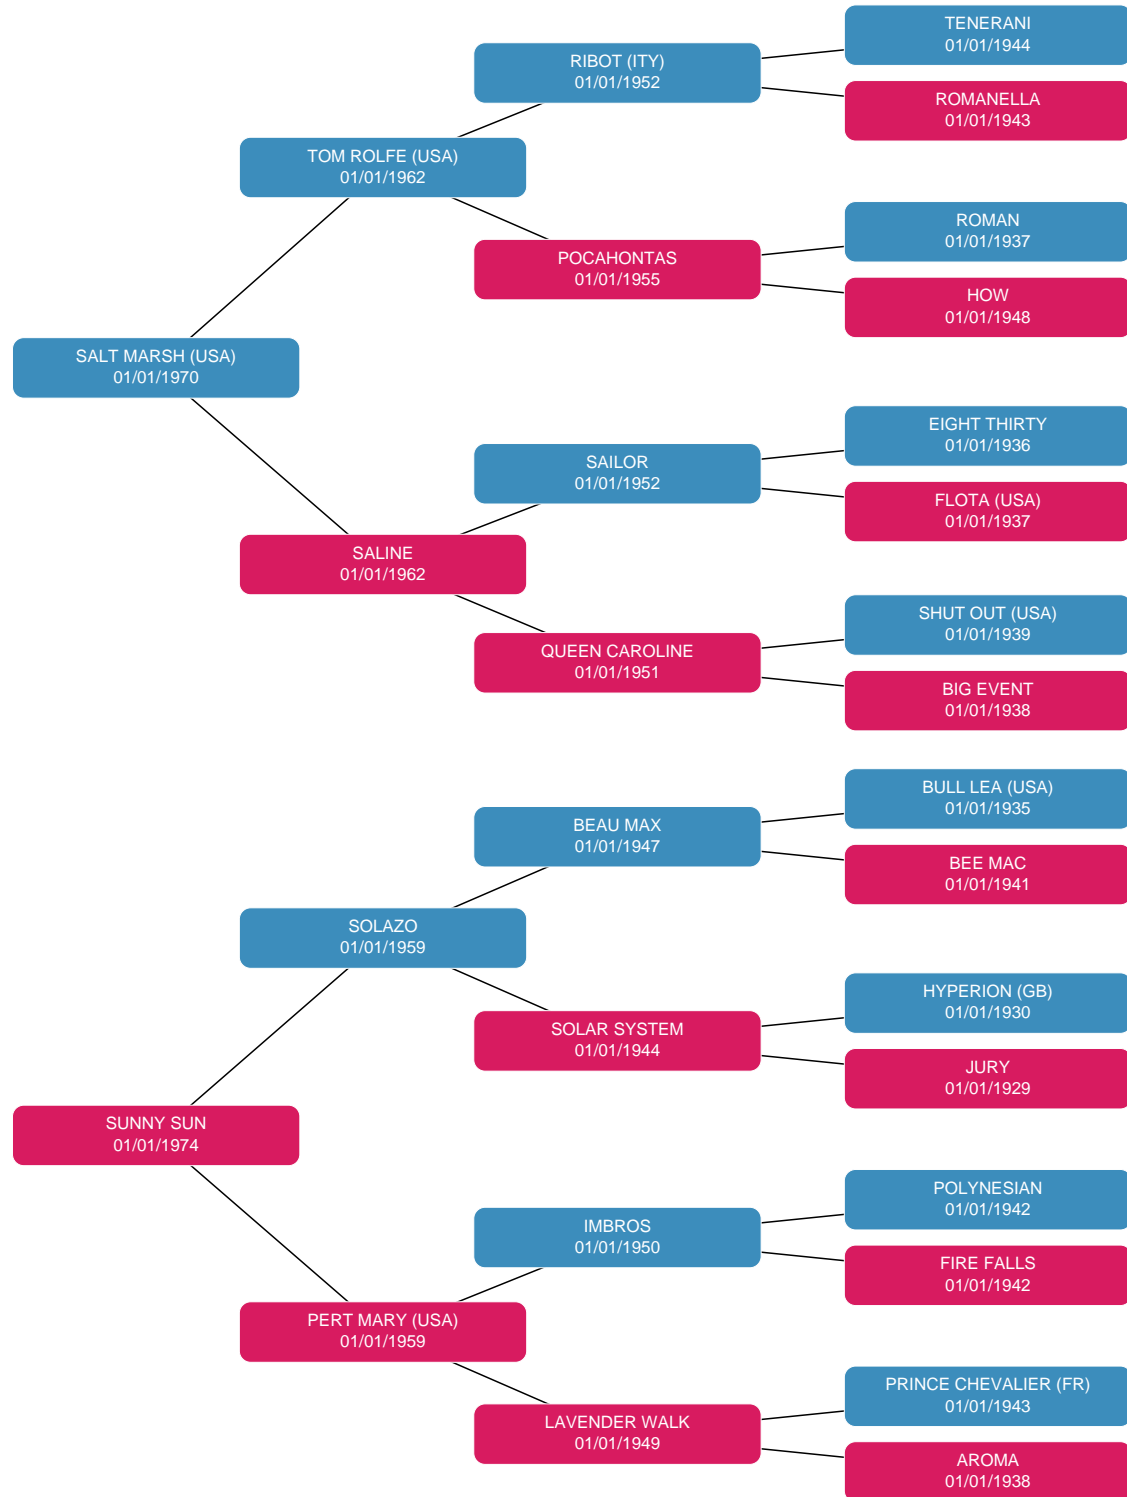 TENERANI
01/01/1944
RIBOT (ITY)
01/01/1952
ROMANELLA
01/01/1943
TOM ROLFE (USA)
01/01/1962
ROMAN
01/01/1937
POCAHONTAS
01/01/1955
HOW
01/01/1948
SALT MARSH (USA)
01/01/1970
EIGHT THIRTY
01/01/1936
SAILOR
01/01/1952
FLOTA (USA)
01/01/1937
SALINE
01/01/1962
SHUT OUT (USA)
01/01/1939
QUEEN CAROLINE
01/01/1951
BIG EVENT
01/01/1938
BULL LEA (USA)
01/01/1935
BEAU MAX
01/01/1947
BEE MAC
01/01/1941
SOLAZO
01/01/1959
HYPERION (GB)
01/01/1930
SOLAR SYSTEM
01/01/1944
JURY
01/01/1929
SUNNY SUN
01/01/1974
POLYNESIAN
01/01/1942
IMBROS
01/01/1950
FIRE FALLS
01/01/1942
PERT MARY (USA)
01/01/1959
PRINCE CHEVALIER (FR)
01/01/1943
LAVENDER WALK
01/01/1949
AROMA
01/01/1938